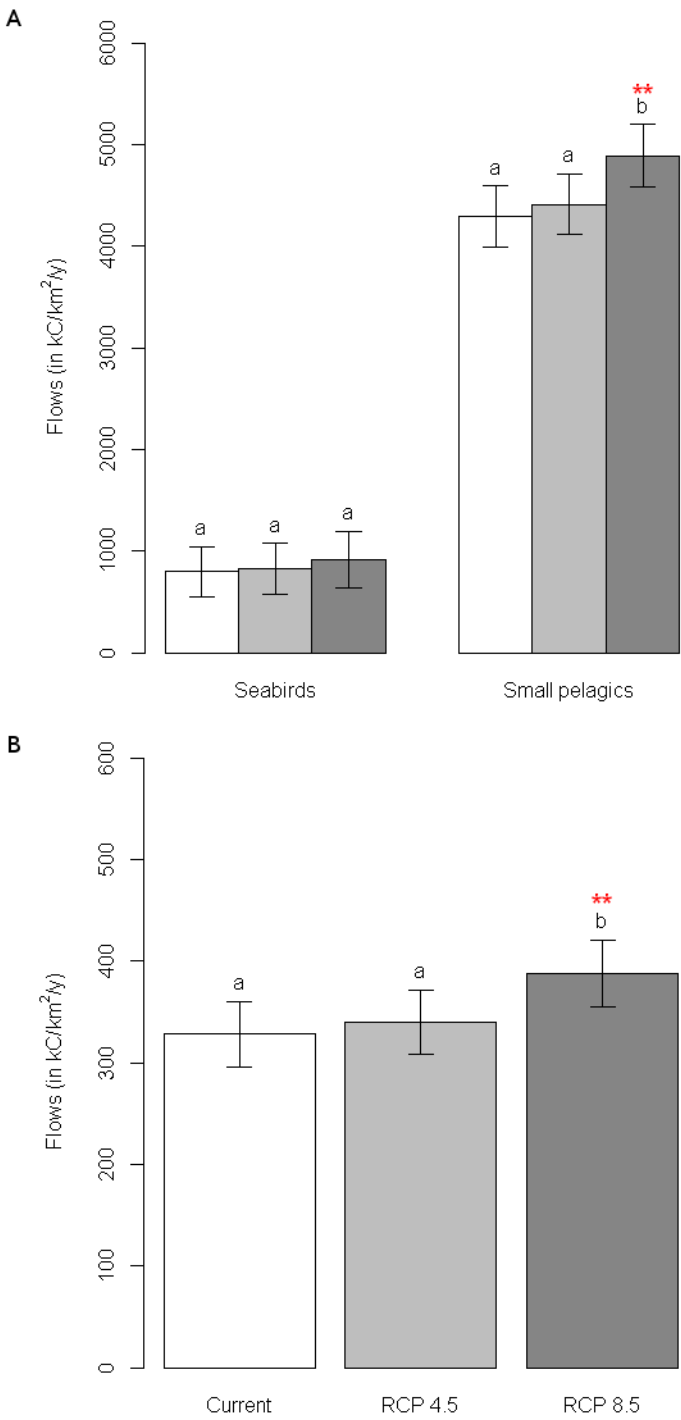 A
6000
5000
4000
3000
2000
1000
0
Flows (in kC/km²/y)
a
a
a
a
a
**
b
Seabirds
Small pelagics
B
600
500
400
300
200
100
0
Flows (in kC/km²/y)
a
a
**
b
Current
RCP 4.5
RCP 8.5